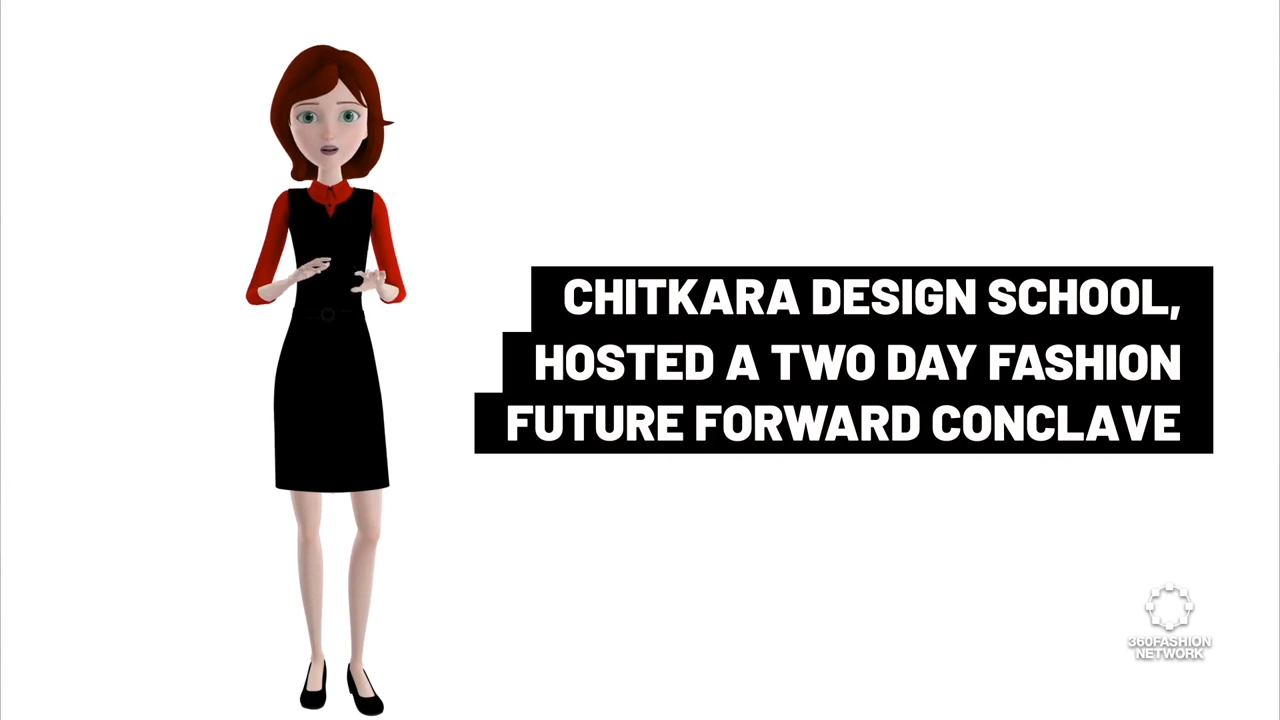 CHITKARA DESIGN SCHOOL,
HOSTED A TWO DAY FASHION
FUTURE FORWARD CONCLAVE
360FASHION
NETWORK